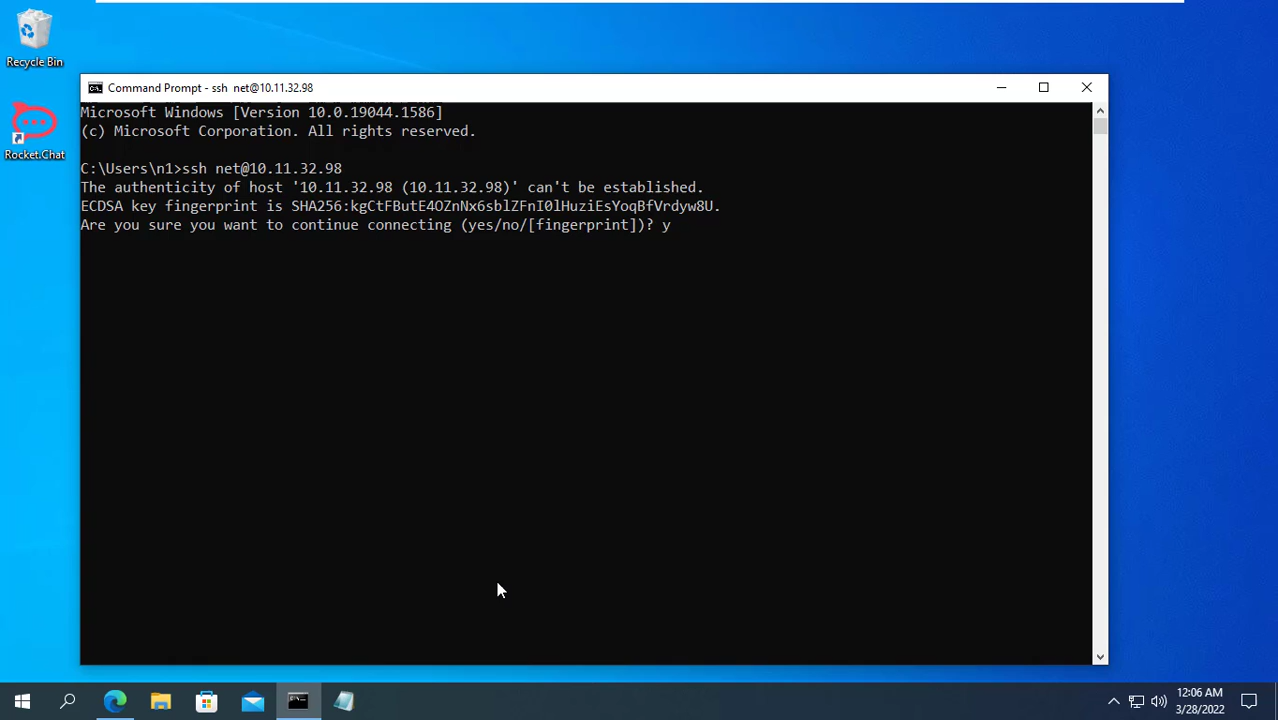 Recycle Bin
Rocket.Chat
Command Prompt - ssh  net@10.11.32.98
Microsoft Windows [Version 10.0.19044.1586]
(c) Microsoft Corporation. All rights reserved.
C:\Users\n1>ssh net@10.11.32.98
The authenticity of host '10.11.32.98 (10.11.32.98)' can't be established.
ECDSA key fingerprint is SHA256:kgCtFButE4OZnNx6sblZFnI0lHuziEsYoqBfVrdyw8U.
Are you sure you want to continue connecting (yes/no/[fingerprint])? y
12:06 AM
3/28/2022